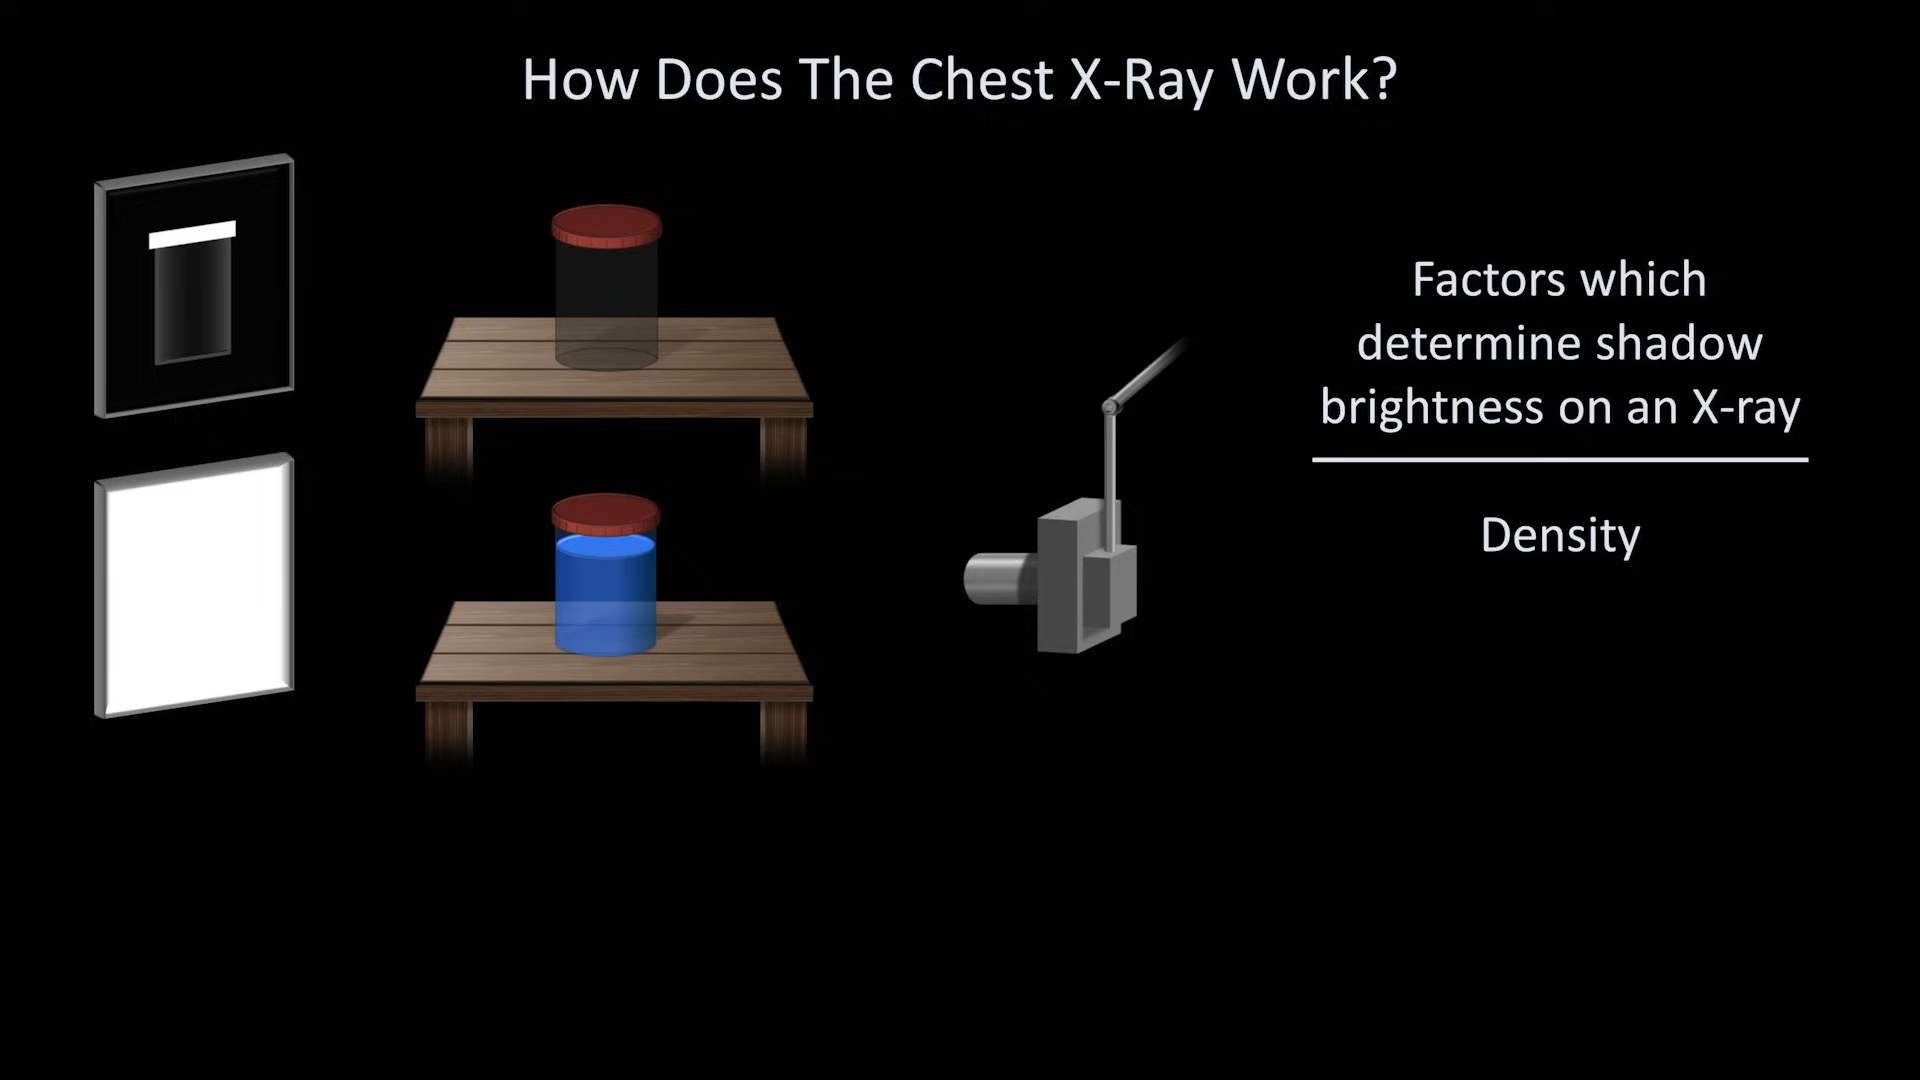 How Does The Chest X-Ray Work?
Factors which
determine shadow
brightness on an X-ray
Density